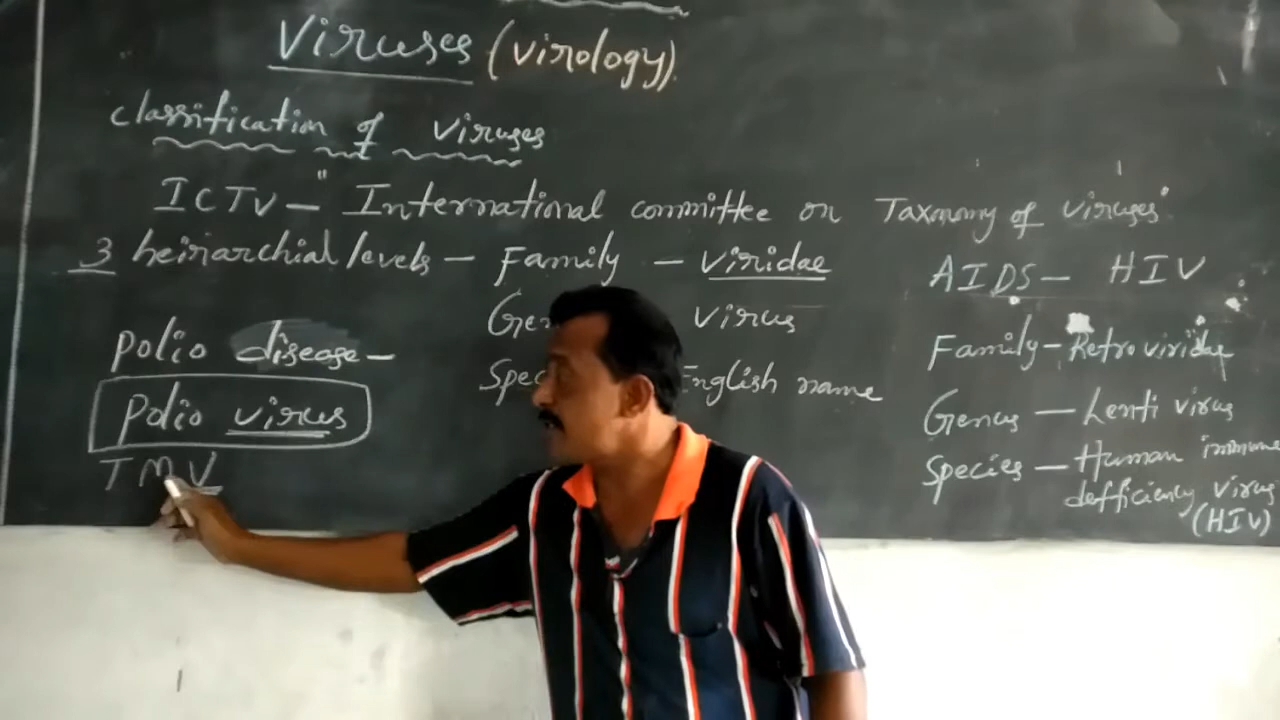 Viruses (Virology)
classification of viruses
ICTV - "International committee on Taxonomy of viruses"
3 heirarchial levels - Family - Viridae
Ge virus
Spec English name
polio disease -
polio virus
TMV
AIDS - HIV
Family - Retroviridae
Genus - Lenti virus
Species - Human immune
defficiency virus
(HIV)